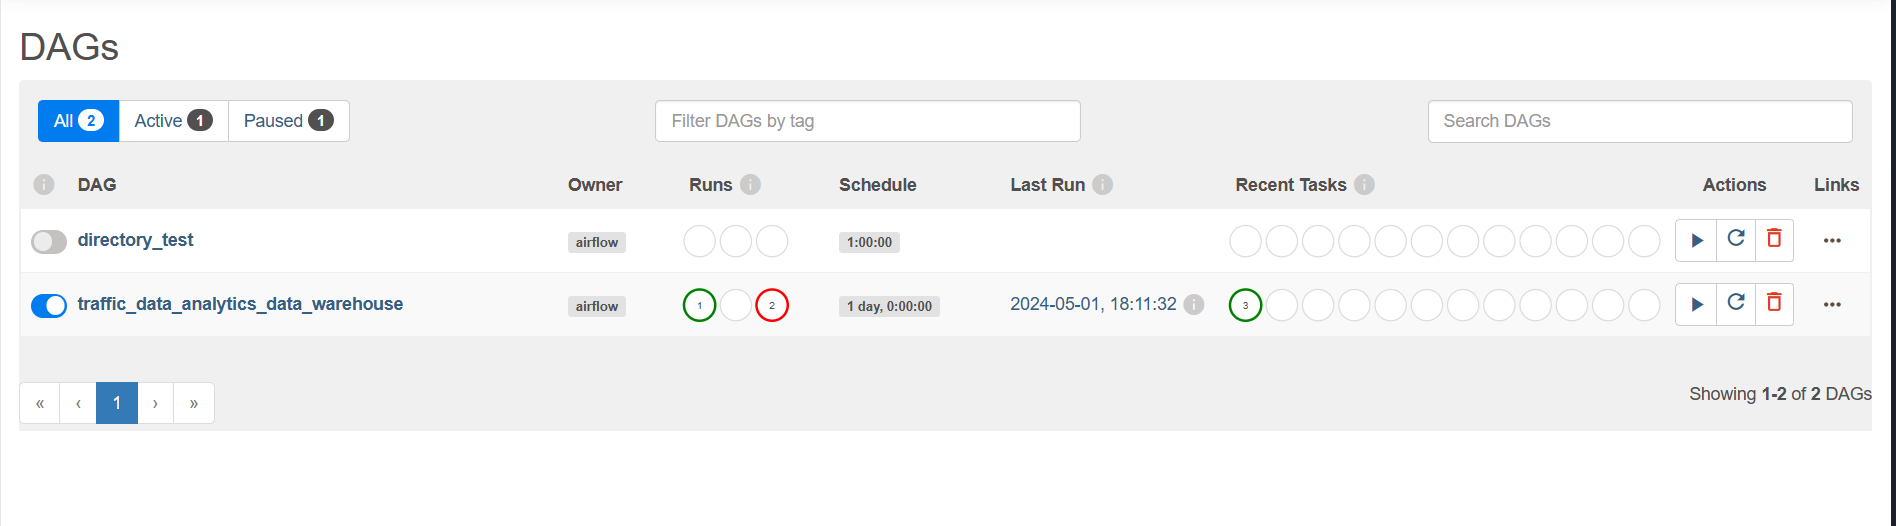 DAGs
All 2 Active 1 Paused 1 Filter DAGs by tag Search DAGs
i DAG Owner Runs i Schedule Last Run i Recent Tasks i Actions Links
directory_test airflow 1:00:00
traffic_data_analytics_data_warehouse airflow 1 2 1 day, 0:00:00 2024-05-01, 18:11:32 i 3
« ‹ 1 › »
Showing 1-2 of 2 DAGs